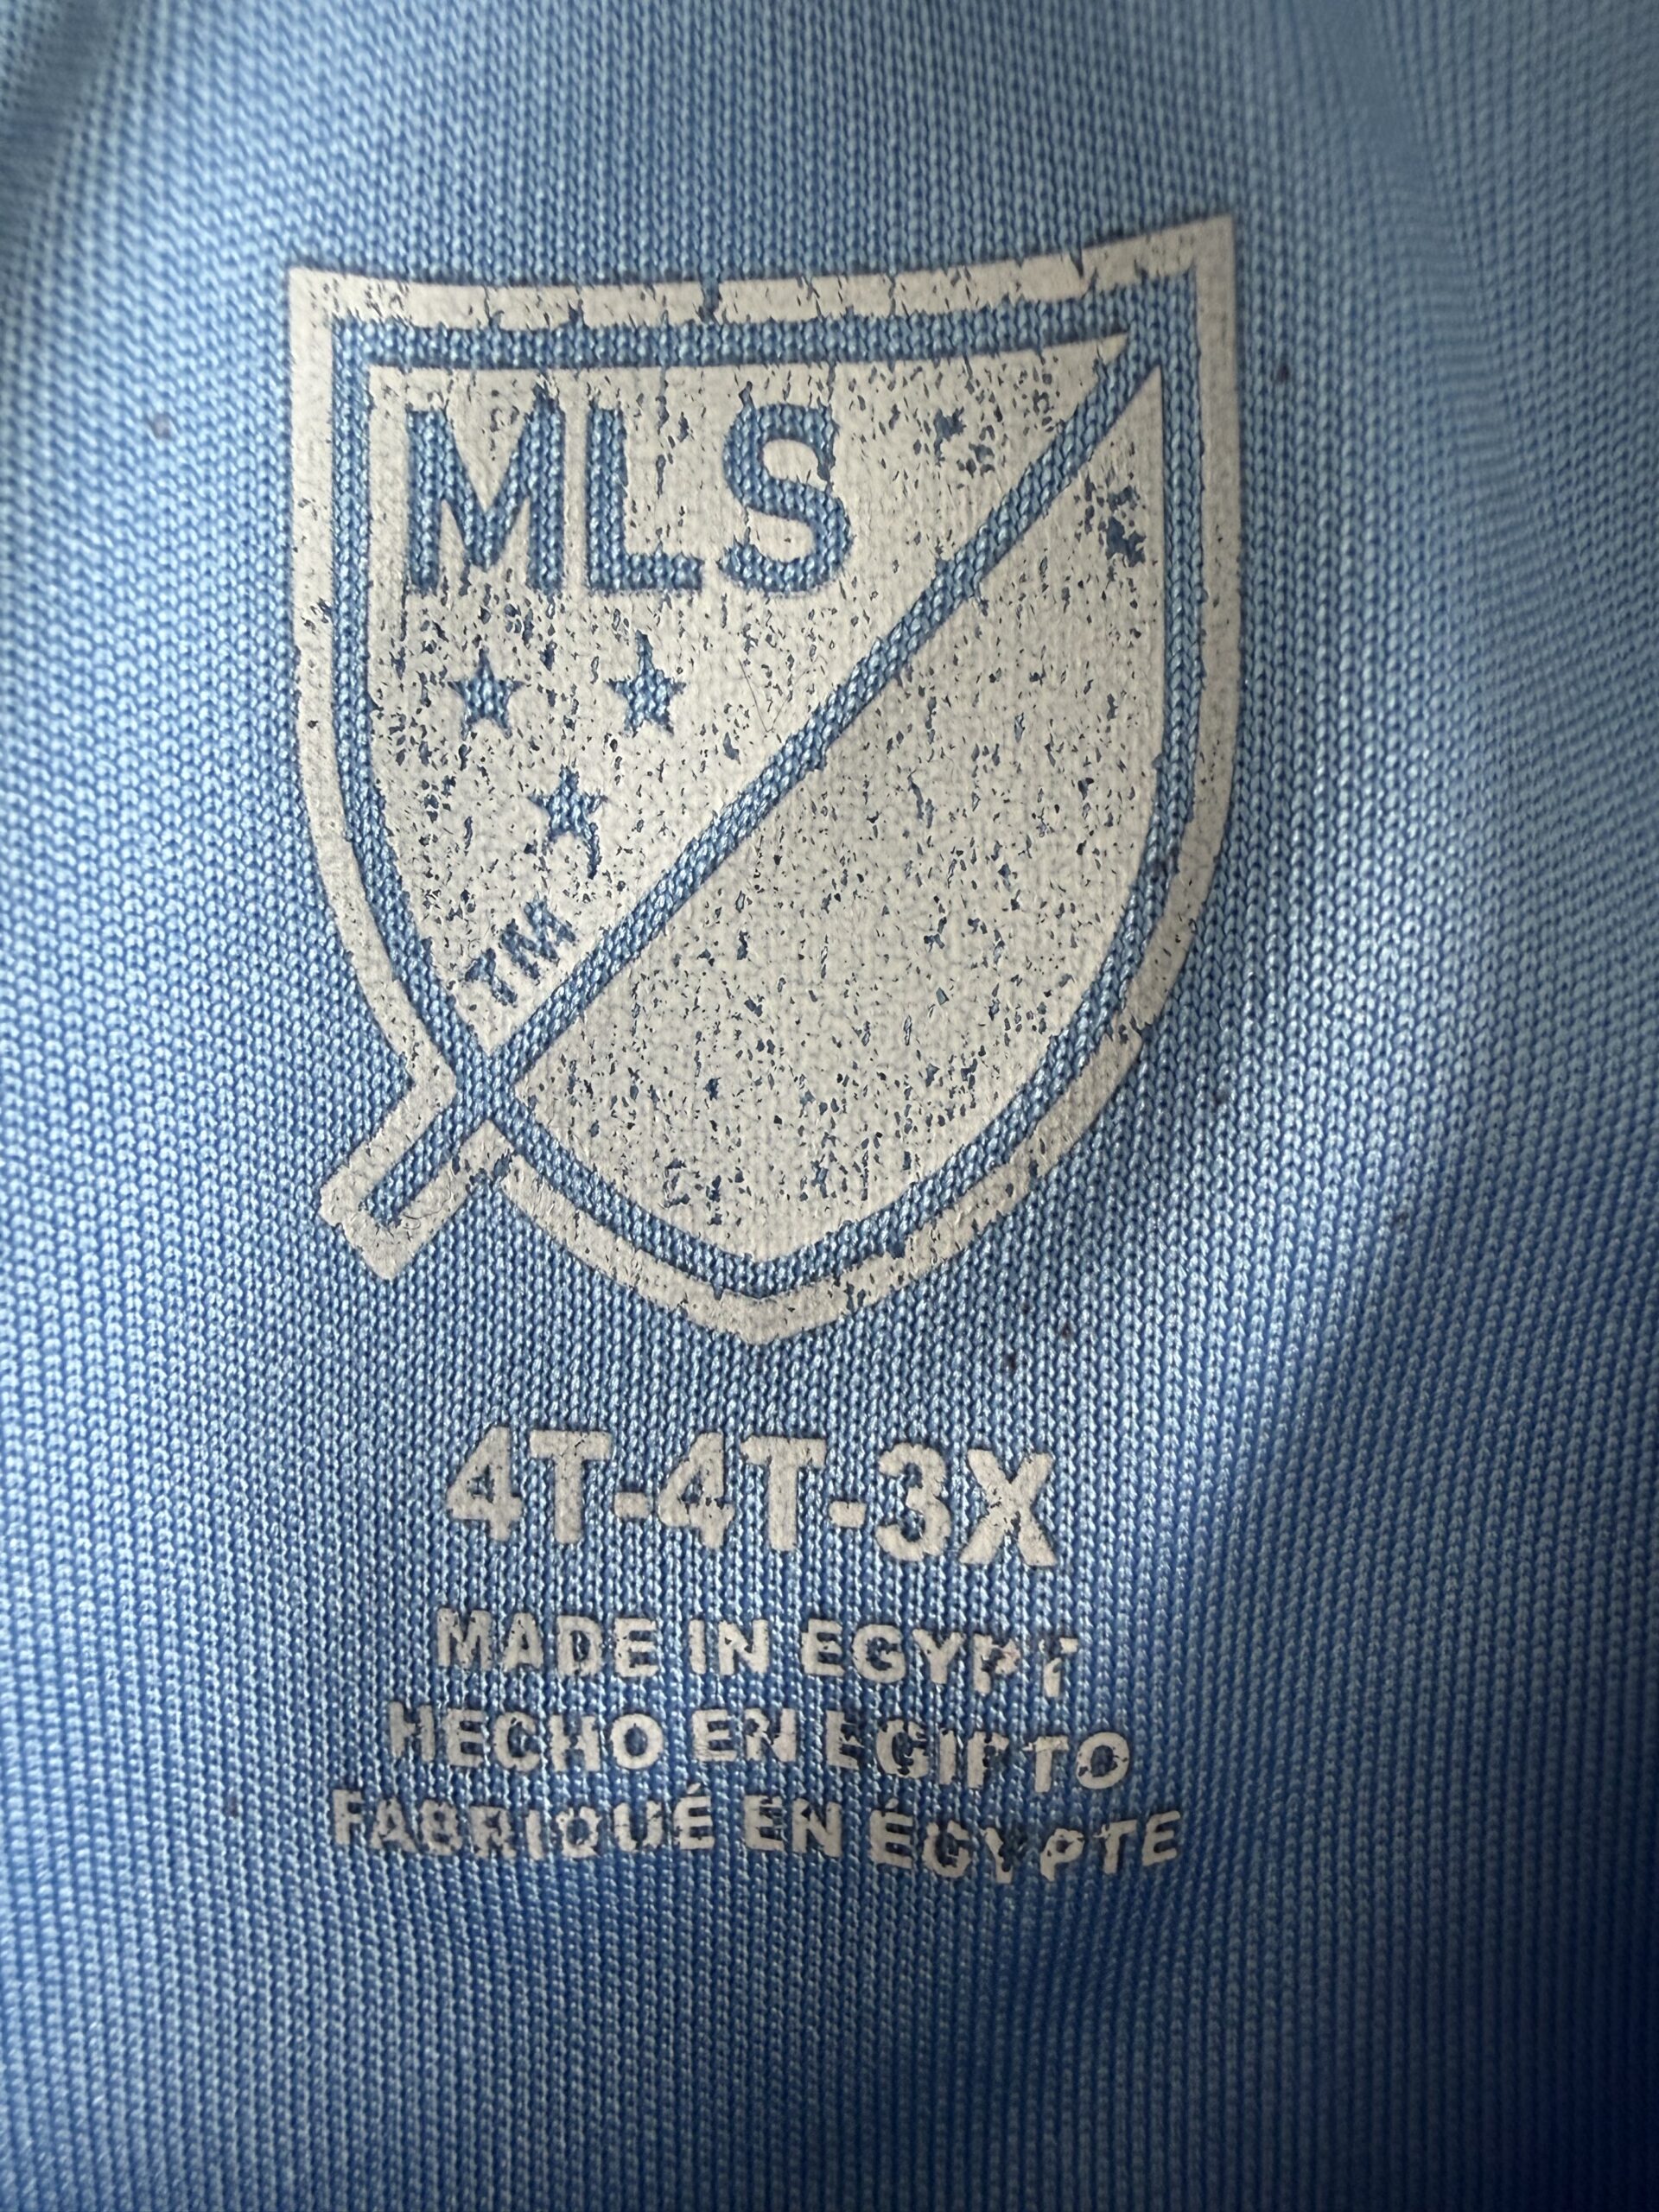 MLS
TM
4T-4T-3X
MADE IN EGYPT
HECHO EN EGIPTO
FABRIQUÉ EN ÉGYPTE